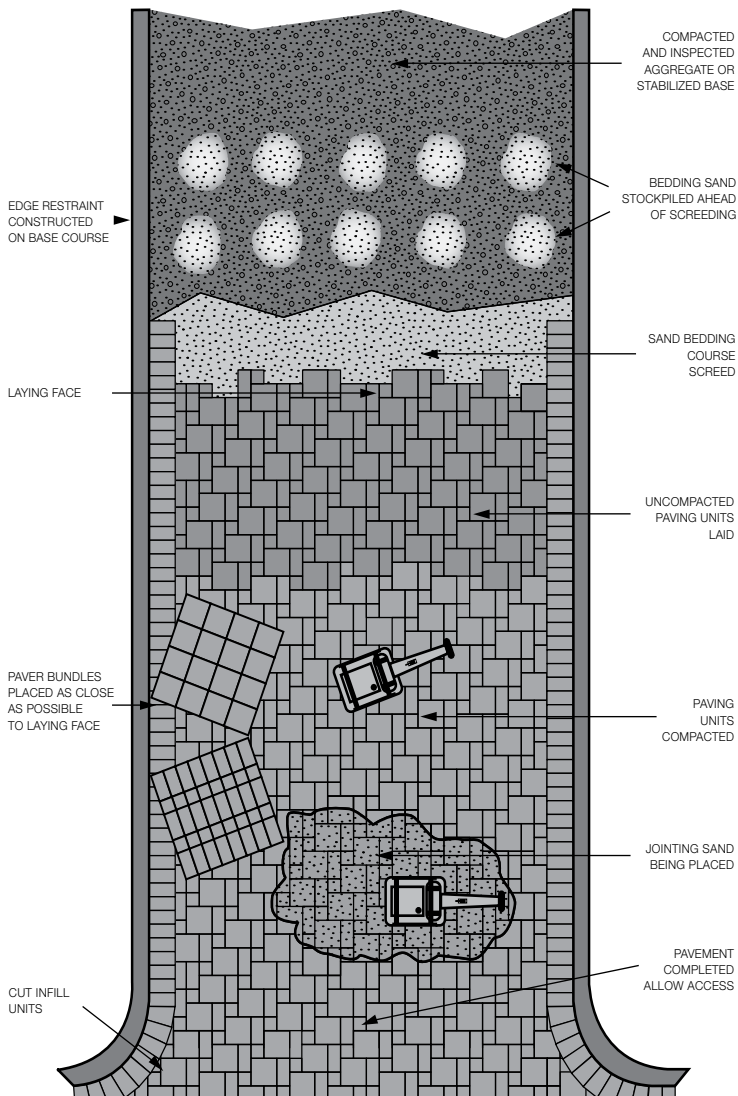 COMPACTED
AND INSPECTED
AGGREGATE OR
STABILIZED BASE
BEDDING SAND
STOCKPILED AHEAD
OF SCREEDING
EDGE RESTRAINT
CONSTRUCTED
ON BASE COURSE
SAND BEDDING
COURSE
SCREED
LAYING FACE
UNCOMPACTED
PAVING UNITS
LAID
PAVER BUNDLES
PLACED AS CLOSE
AS POSSIBLE
TO LAYING FACE
PAVING
UNITS
COMPACTED
JOINTING SAND
BEING PLACED
PAVEMENT
COMPLETED
ALLOW ACCESS
CUT INFILL
UNITS